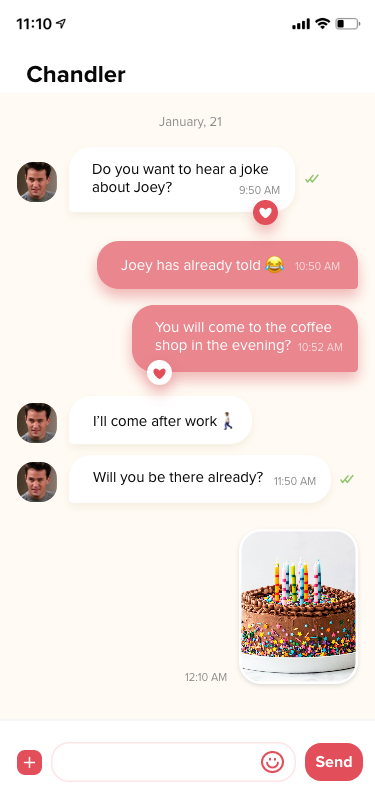 11:10
Chandler
January, 21
Do you want to hear a joke
about Joey?
9:50 AM
Joey has already told 😂 10:50 AM
You will come to the coffee
shop in the evening? 10:52 AM
I’ll come after work 🚶
Will you be there already? 11:50 AM
12:10 AM
Send